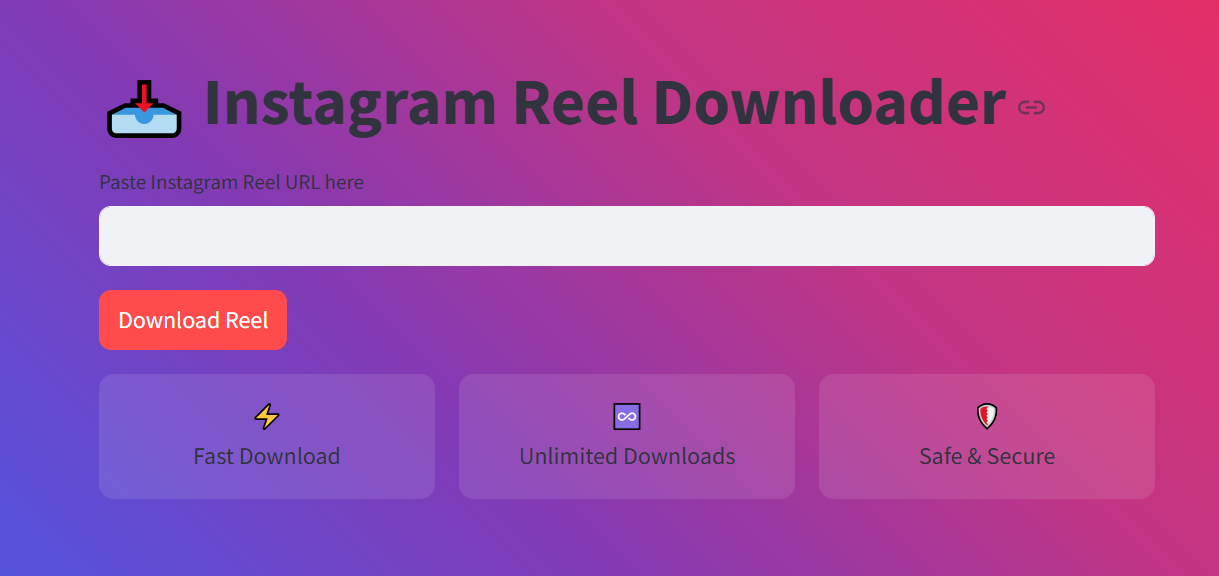 Instagram Reel Downloader
Paste Instagram Reel URL here
Download Reel
Fast Download
Unlimited Downloads
Safe & Secure